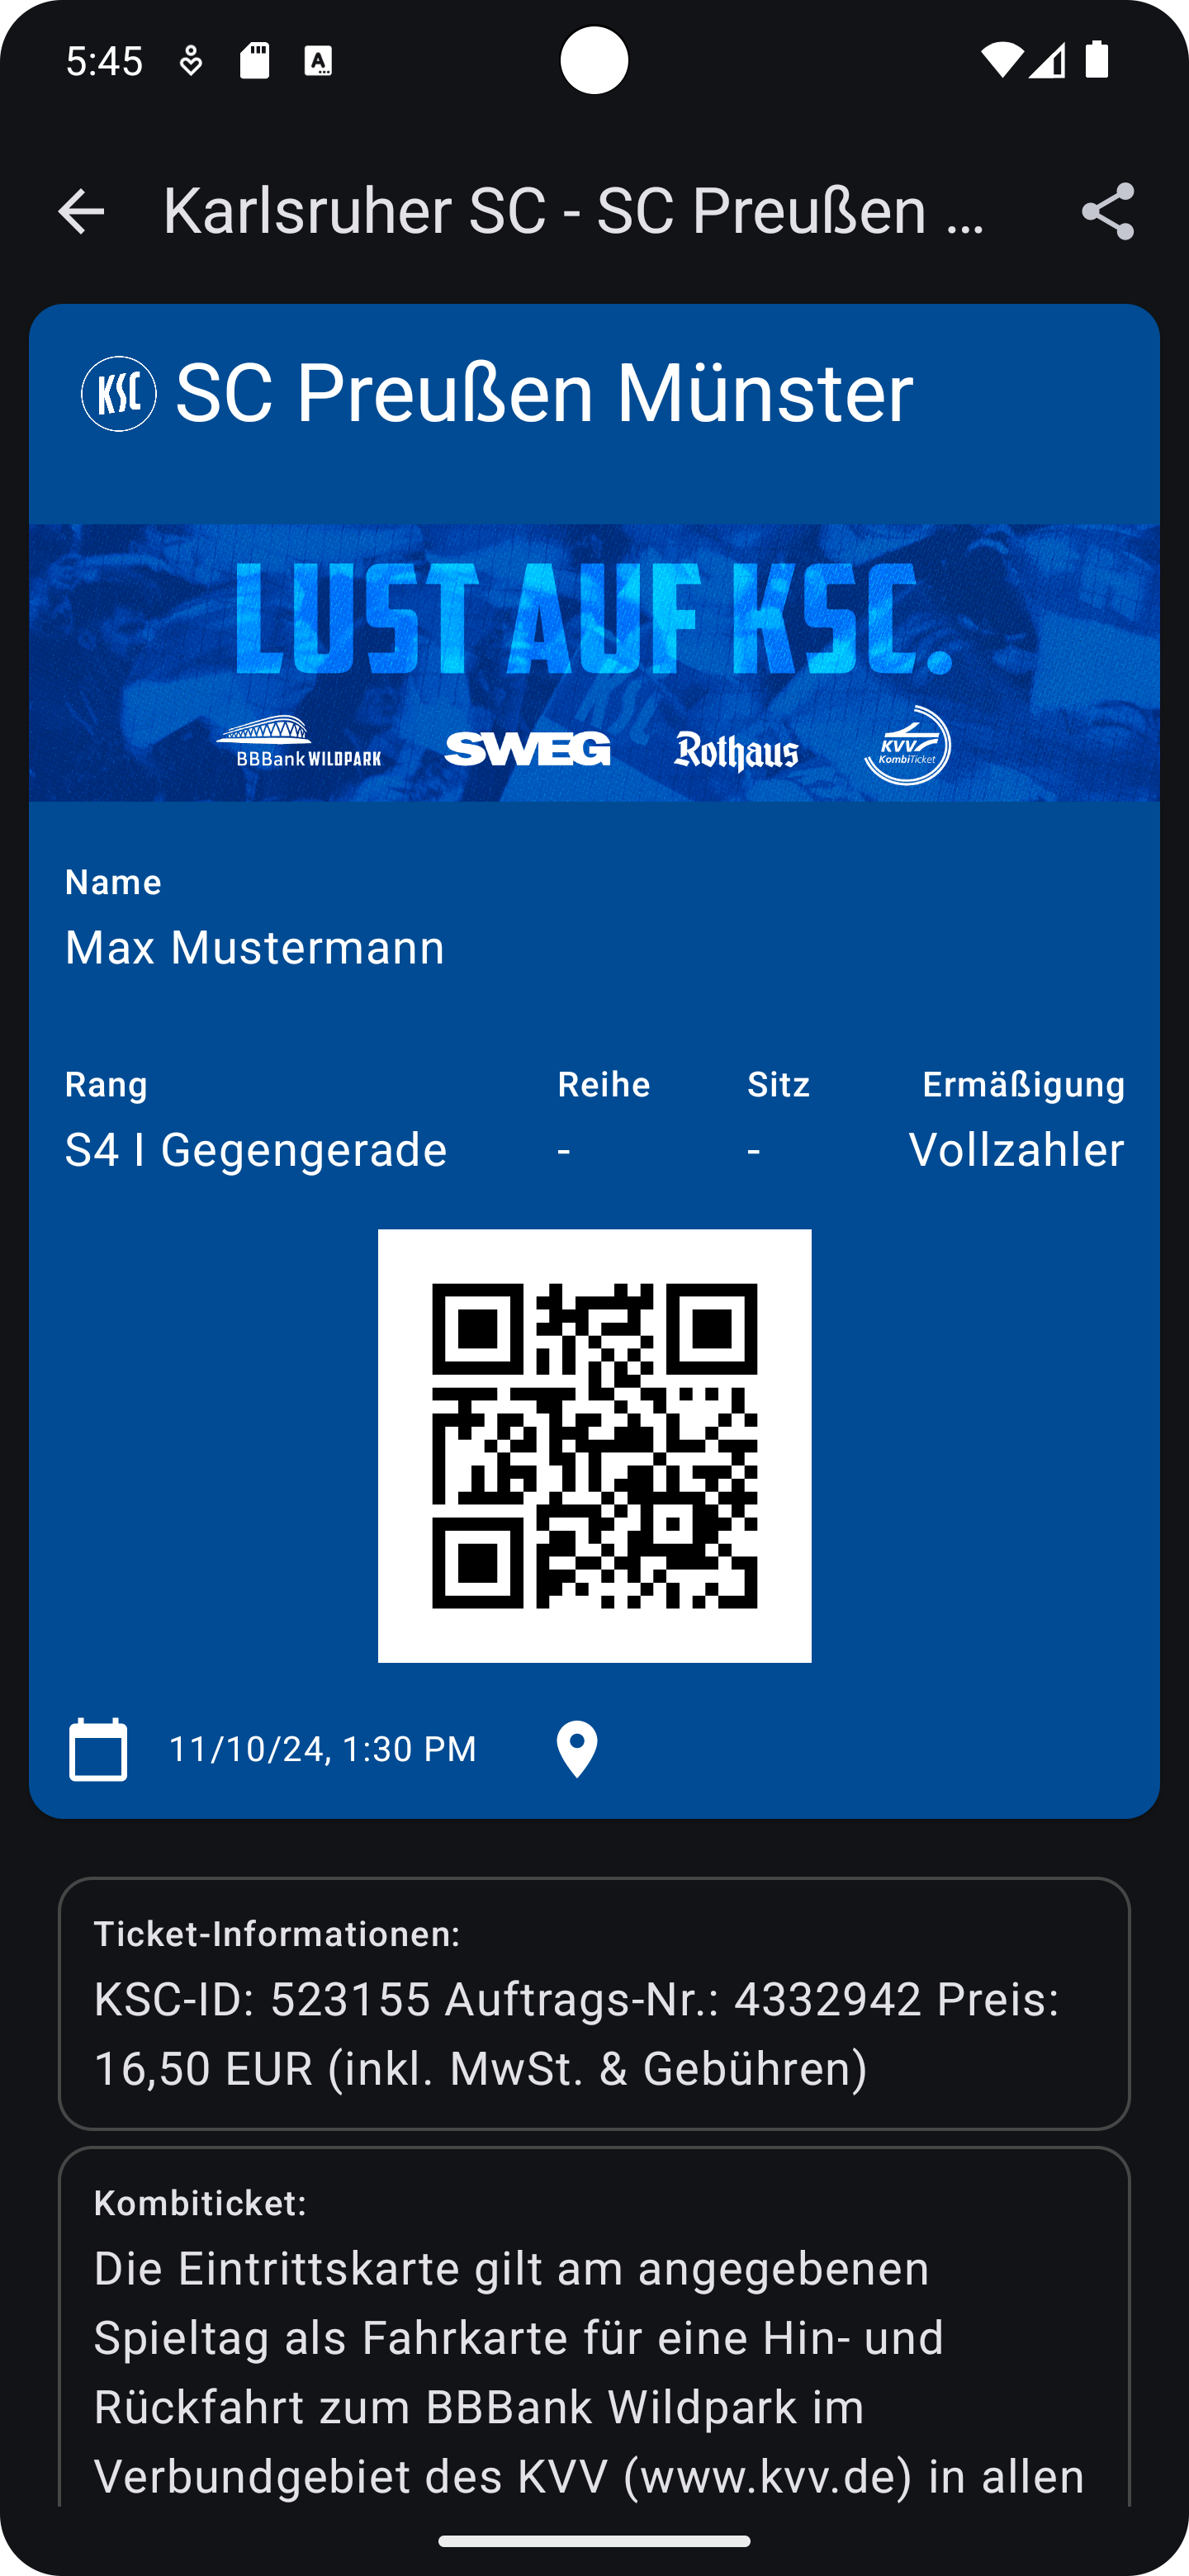 5:45
Karlsruher SC - SC Preußen ...
KSC SC Preußen Münster
LUST AUF KSC.
BBBank WILDPARK SWEG Rothaus KVV KombiTicket
Name
Max Mustermann
Rang Reihe Sitz Ermäßigung
S4 I Gegengerade - - Vollzahler
11/10/24, 1:30 PM
Ticket-Informationen:
KSC-ID: 523155 Auftrags-Nr.: 4332942 Preis:
16,50 EUR (inkl. MwSt. & Gebühren)
Kombiticket:
Die Eintrittskarte gilt am angegebenen
Spieltag als Fahrkarte für eine Hin- und
Rückfahrt zum BBBank Wildpark im
Verbundgebiet des KVV (www.kvv.de) in allen